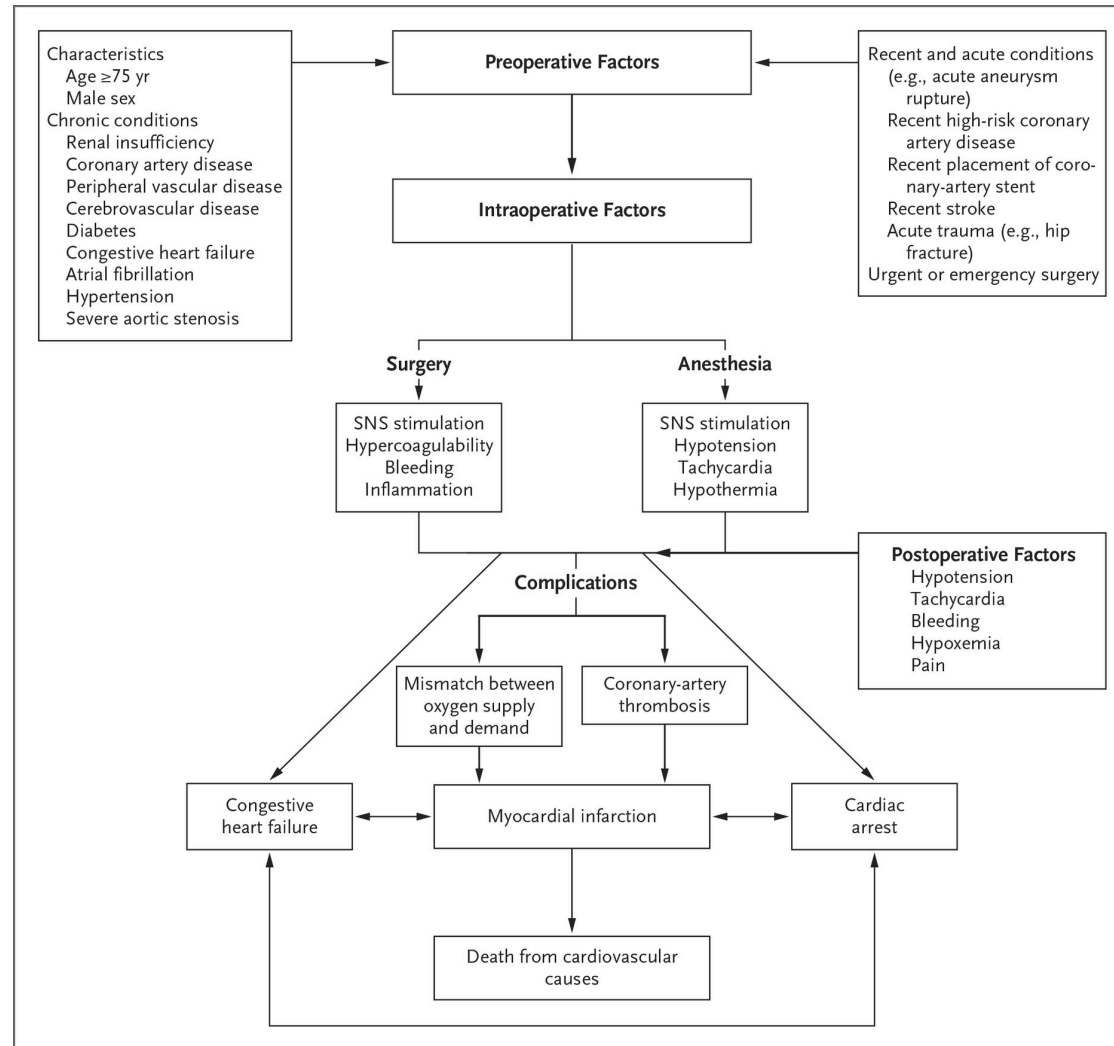 Characteristics
Age ≥75 yr
Male sex
Chronic conditions
Renal insufficiency
Coronary artery disease
Peripheral vascular disease
Cerebrovascular disease
Diabetes
Congestive heart failure
Atrial fibrillation
Hypertension
Severe aortic stenosis
Preoperative Factors
Recent and acute conditions
(e.g., acute aneurysm
rupture)
Recent high-risk coronary
artery disease
Recent placement of coro-
nary-artery stent
Recent stroke
Acute trauma (e.g., hip
fracture)
Urgent or emergency surgery
Intraoperative Factors
Surgery
SNS stimulation
Hypercoagulability
Bleeding
Inflammation
Anesthesia
SNS stimulation
Hypotension
Tachycardia
Hypothermia
Postoperative Factors
Hypotension
Tachycardia
Bleeding
Hypoxemia
Pain
Complications
Mismatch between
oxygen supply
and demand
Coronary-artery
thrombosis
Congestive
heart failure
Myocardial infarction
Cardiac
arrest
Death from cardiovascular
causes